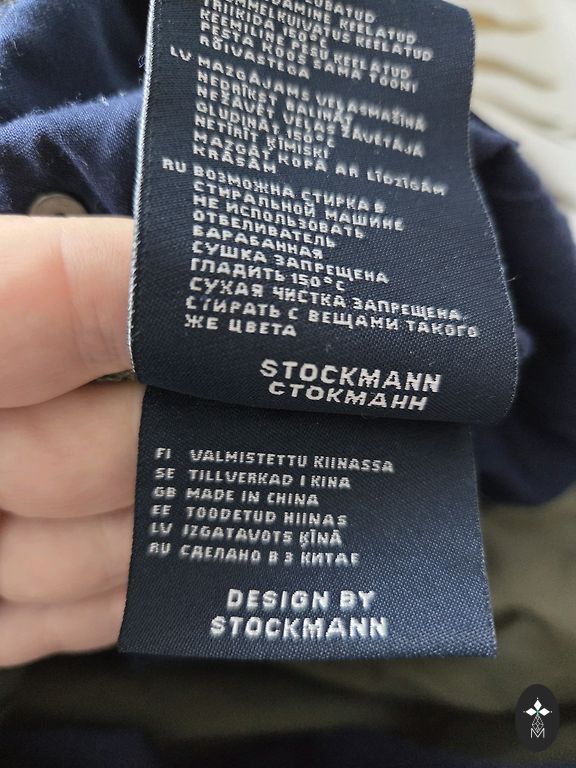 KEELATUD
TRUMMELKUIVATUS KEELATUD
TRIIKIDA 150°C
KEEMILINE PESU KEELATUD
PESTA KOOS SAMA TOONI
RÕIVASTEGA
LV MAZGĀJAMS VEĻASMAŠĪNĀ
NEDRĪKST BALINĀT
NEŽĀVĒT VEĻAS ŽĀVĒTĀJĀ
GLUDINĀT 150°C
NETĪRĪT ĶĪMISKI
MAZGĀT KOPĀ AR LĪDZĪGĀM
KRĀSĀM
RU ВОЗМОЖНА СТИРКА В
СТИРАЛЬНОЙ МАШИНЕ
НЕ ИСПОЛЬЗОВАТЬ
ОТБЕЛИВАТЕЛЬ
БАРАБАННАЯ
СУШКА ЗАПРЕЩЕНА
ГЛАДИТЬ 150°C
СУХАЯ ЧИСТКА ЗАПРЕЩЕНА.
СТИРАТЬ С ВЕЩАМИ ТАКОГО
ЖЕ ЦВЕТА
STOCKMANN
СТОКМАНН
FI VALMISTETTU KIINASSA
SE TILLVERKAD I KINA
GB MADE IN CHINA
EE TOODETUD HIINAS
LV IZGATAVOTS ĶĪNĀ
RU СДЕЛАНО В З КИТАЕ
DESIGN BY
STOCKMANN
M